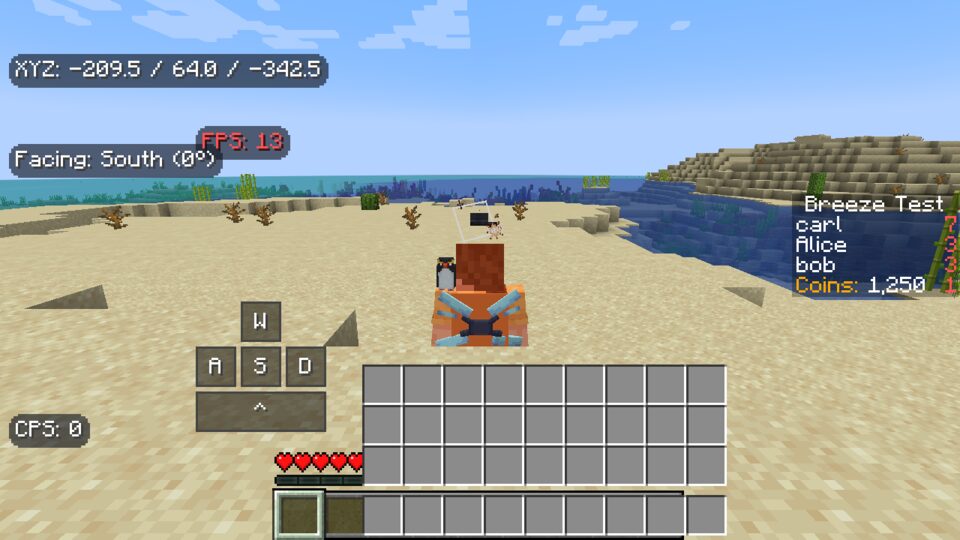 XYZ: -209.5 / 64.0 / -342.5
FPS: 13
Facing: South (0°)
Breeze Test
carl 7
Alice 3
bob 3
Coins: 1,250 1
W
A S D
^
CPS: 0